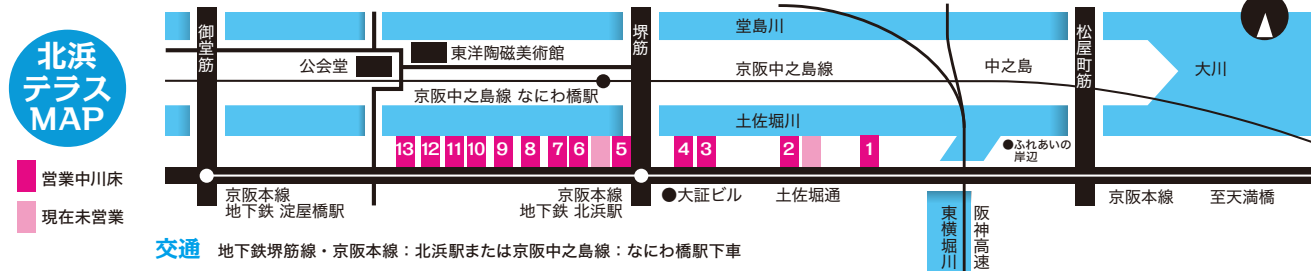 北浜
テラス
MAP
営業中川床
現在未営業
御堂筋
公会堂
東洋陶磁美術館
京阪中之島線 なにわ橋駅
堺筋
堂島川
京阪中之島線
中之島
松屋町筋
大川
土佐堀川
13 12 11 10 9 8 7 6 5 4 3 2 1
●ふれあいの
岸辺
京阪本線
地下鉄 淀屋橋駅
京阪本線
地下鉄 北浜駅
●大証ビル
土佐堀通
東横堀川
阪神高速
京阪本線
至天満橋
交通 地下鉄堺筋線・京阪本線：北浜駅または京阪中之島線：なにわ橋駅下車